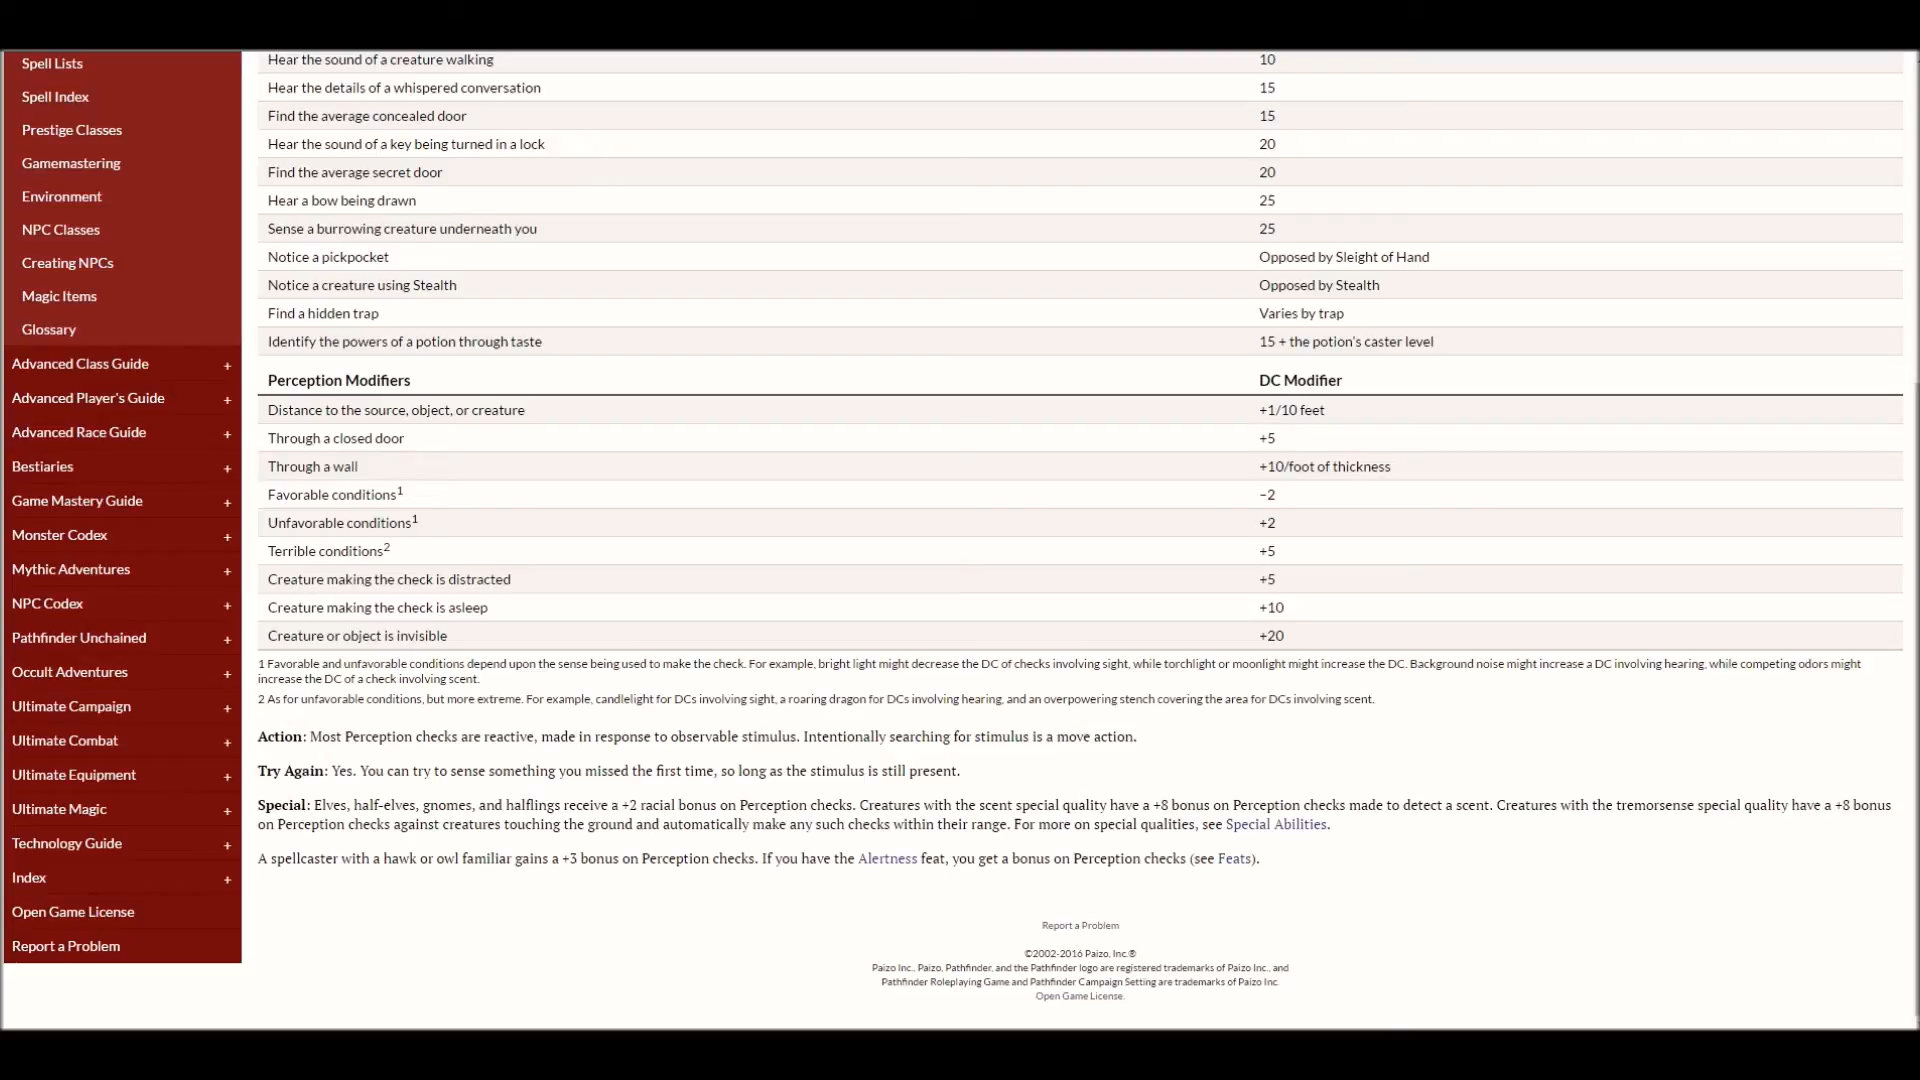 Spell Lists
Spell Index
Prestige Classes
Gamemastering
Environment
NPC Classes
Creating NPCs
Magic Items
Glossary
Advanced Class Guide +
Advanced Player's Guide +
Advanced Race Guide +
Bestiaries +
Game Mastery Guide +
Monster Codex +
Mythic Adventures +
NPC Codex +
Pathfinder Unchained +
Occult Adventures +
Ultimate Campaign +
Ultimate Combat +
Ultimate Equipment +
Ultimate Magic +
Technology Guide +
Index +
Open Game License
Report a Problem
Hear the sound of a creature walking 10
Hear the details of a whispered conversation 15
Find the average concealed door 15
Hear the sound of a key being turned in a lock 20
Find the average secret door 20
Hear a bow being drawn 25
Sense a burrowing creature underneath you 25
Notice a pickpocket Opposed by Sleight of Hand
Notice a creature using Stealth Opposed by Stealth
Find a hidden trap Varies by trap
Identify the powers of a potion through taste 15 + the potion's caster level
Perception Modifiers DC Modifier
Distance to the source, object, or creature +1/10 feet
Through a closed door +5
Through a wall +10/foot of thickness
Favorable conditions¹ –2
Unfavorable conditions¹ +2
Terrible conditions² +5
Creature making the check is distracted +5
Creature making the check is asleep +10
Creature or object is invisible +20
1 Favorable and unfavorable conditions depend upon the sense being used to make the check. For example, bright light might decrease the DC of checks involving sight, while torchlight or moonlight might increase the DC. Background noise might increase a DC involving hearing, while competing odors might
increase the DC of a check involving scent.
2 As for unfavorable conditions, but more extreme. For example, candlelight for DCs involving sight, a roaring dragon for DCs involving hearing, and an overpowering stench covering the area for DCs involving scent.
Action: Most Perception checks are reactive, made in response to observable stimulus. Intentionally searching for stimulus is a move action.
Try Again: Yes. You can try to sense something you missed the first time, so long as the stimulus is still present.
Special: Elves, half-elves, gnomes, and halflings receive a +2 racial bonus on Perception checks. Creatures with the scent special quality have a +8 bonus on Perception checks made to detect a scent. Creatures with the tremorsense special quality have a +8 bonus
on Perception checks against creatures touching the ground and automatically make any such checks within their range. For more on special qualities, see Special Abilities.
A spellcaster with a hawk or owl familiar gains a +3 bonus on Perception checks. If you have the Alertness feat, you get a bonus on Perception checks (see Feats).
Report a Problem
©2002-2016 Paizo, Inc.®
Paizo Inc., Paizo, Pathfinder, and the Pathfinder logo are registered trademarks of Paizo Inc., and
Pathfinder Roleplaying Game and Pathfinder Campaign Setting are trademarks of Paizo Inc.
Open Game License.